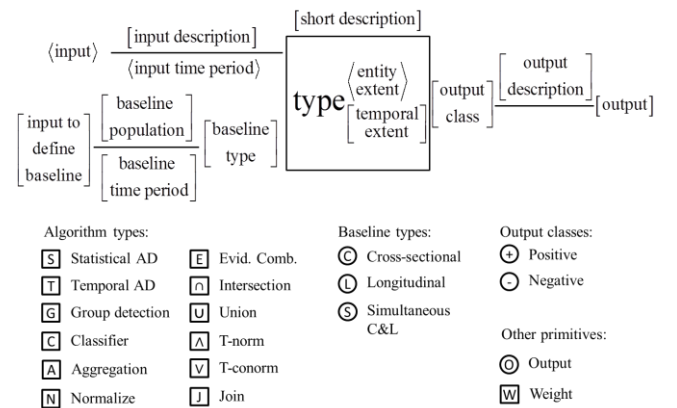 [short description]
⟨input⟩ [input description]
⟨input time period⟩
type ⟨entity extent⟩
[temporal extent]
[output class]
[output description]
[output]
[input to define baseline]
[baseline population]
[baseline time period]
[baseline type]
Algorithm types:
S Statistical AD
T Temporal AD
G Group detection
C Classifier
A Aggregation
N Normalize
E Evid. Comb.
∩ Intersection
U Union
Λ T-norm
V T-conorm
J Join
Baseline types:
C Cross-sectional
L Longitudinal
S Simultaneous
C&L
Output classes:
+ Positive
- Negative
Other primitives:
O Output
W Weight